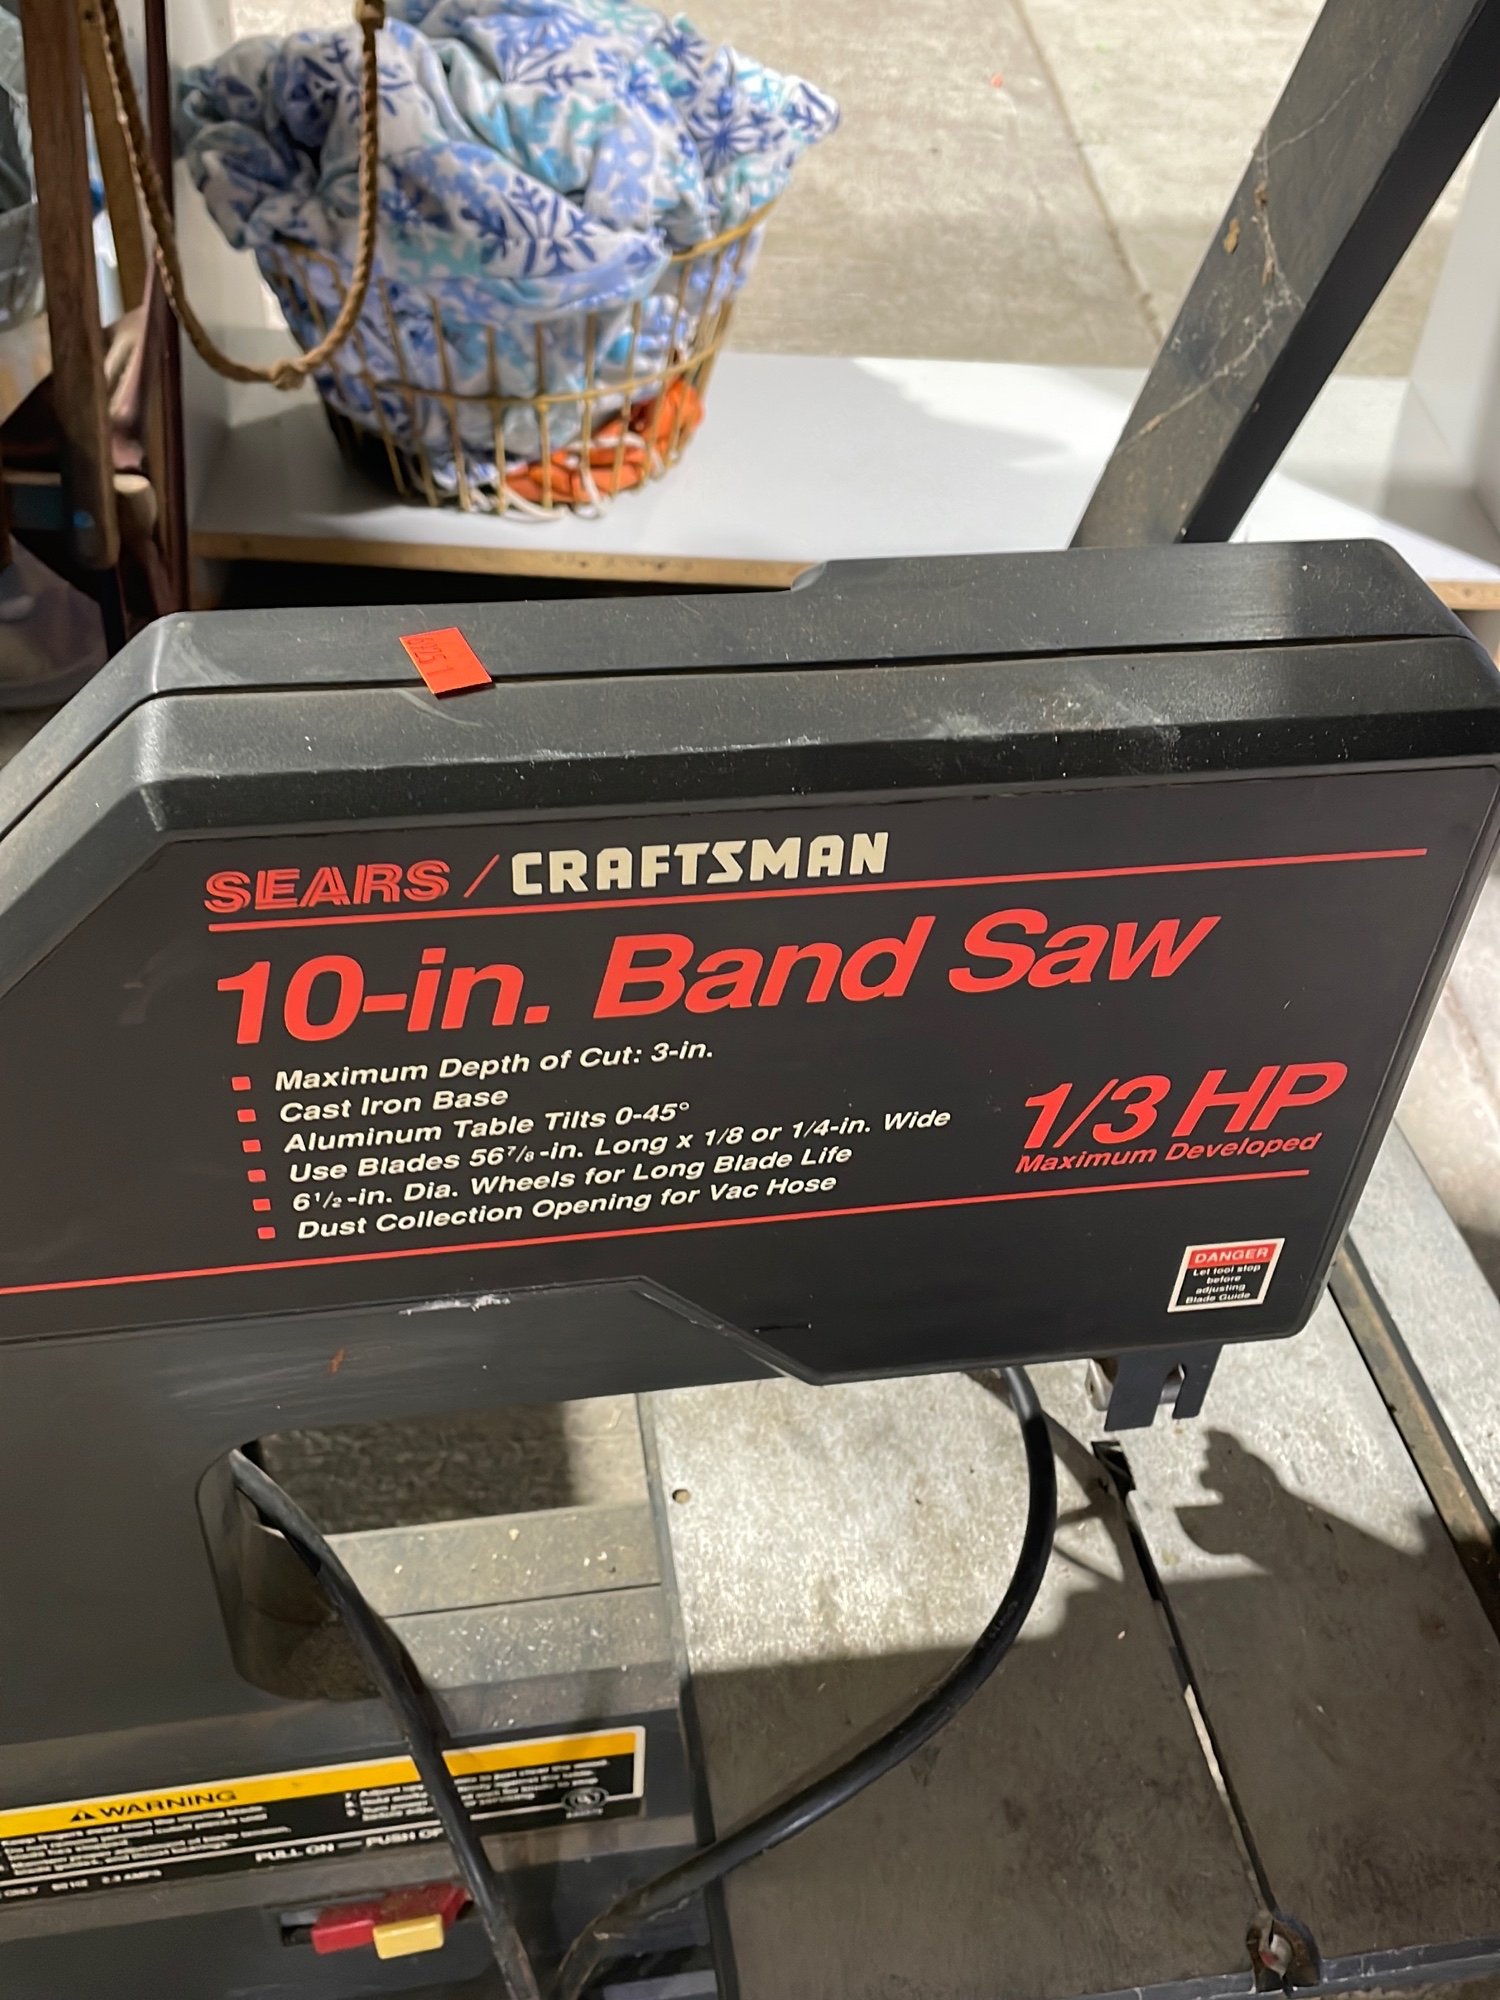 SEARS / CRAFTSMAN
10-in. Band Saw
Maximum Depth of Cut: 3-in.
Cast Iron Base
Aluminum Table Tilts 0-45°
Use Blades 56⁷/₈-in. Long x 1/8 or 1/4-in. Wide
6¹/₂-in. Dia. Wheels for Long Blade Life
Dust Collection Opening for Vac Hose
1/3 HP
Maximum Developed
DANGER
Let tool stop
before
adjusting
Blade Guide
WARNING
PULL ON — PUSH